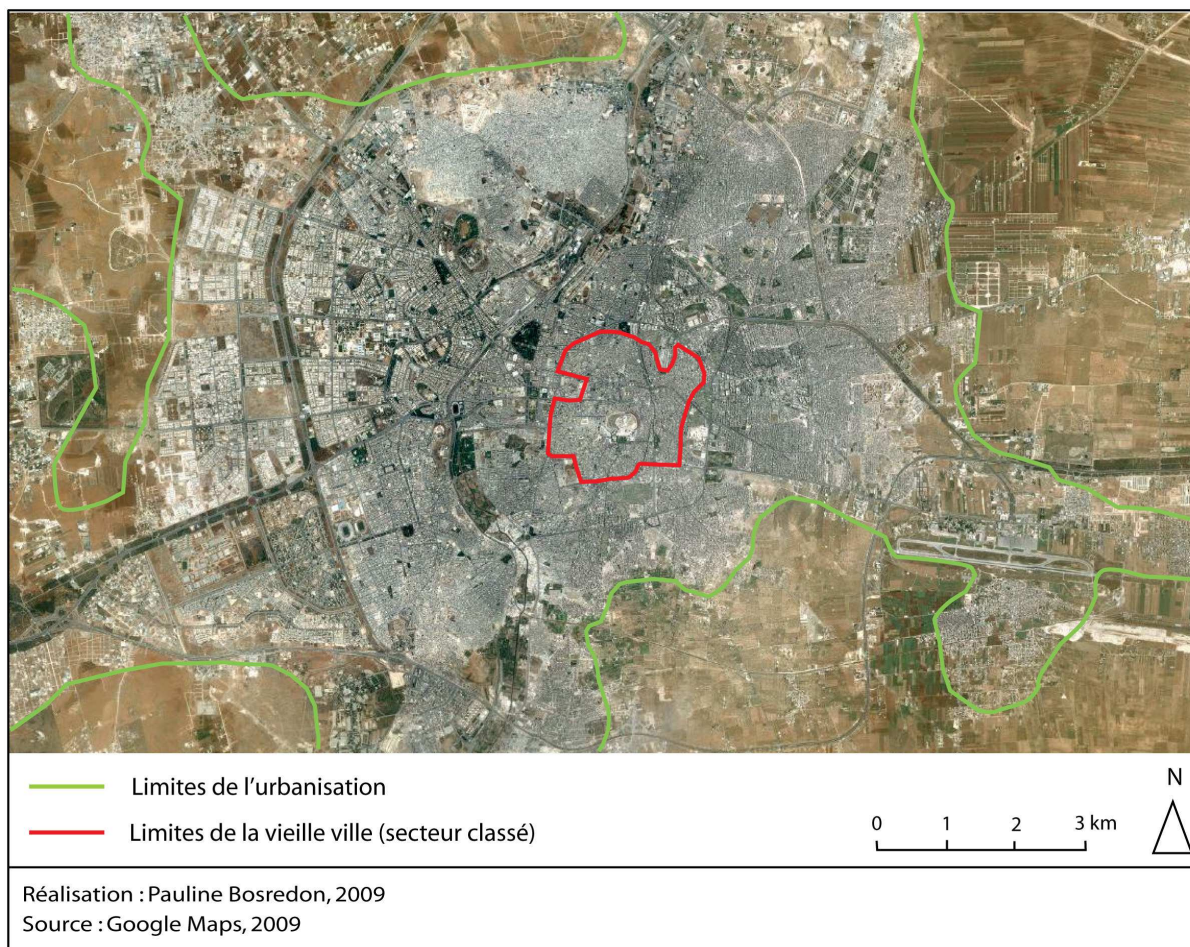 Limites de l'urbanisation
Limites de la vieille ville (secteur classé)
N
0 1 2 3 km
Réalisation : Pauline Bosredon, 2009
Source : Google Maps, 2009